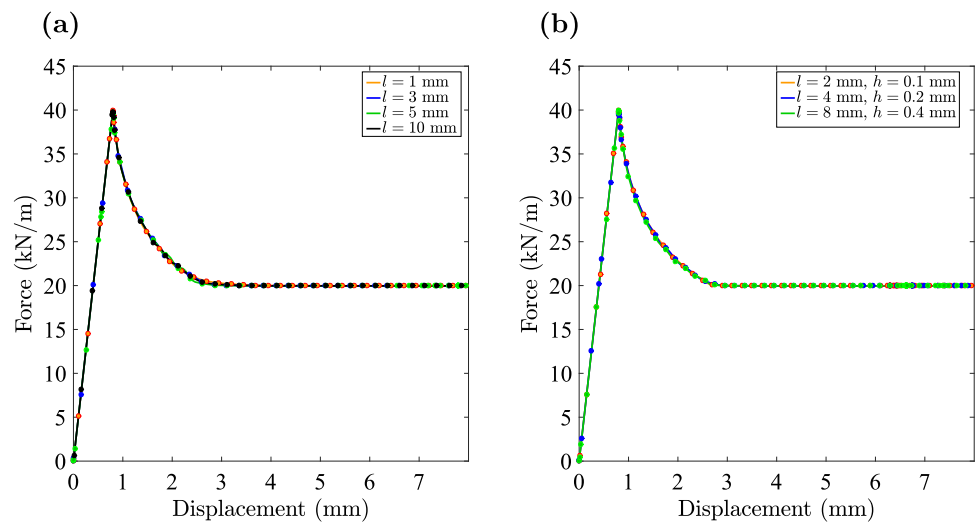 (a)
45
40
35
30
25
20
15
10
5
0
0 1 2 3 4 5 6 7
Force (kN/m)
Displacement (mm)
l = 1 mm
l = 3 mm
l = 5 mm
l = 10 mm
(b)
45
40
35
30
25
20
15
10
5
0
0 1 2 3 4 5 6 7
Force (kN/m)
Displacement (mm)
l = 2 mm, h = 0.1 mm
l = 4 mm, h = 0.2 mm
l = 8 mm, h = 0.4 mm